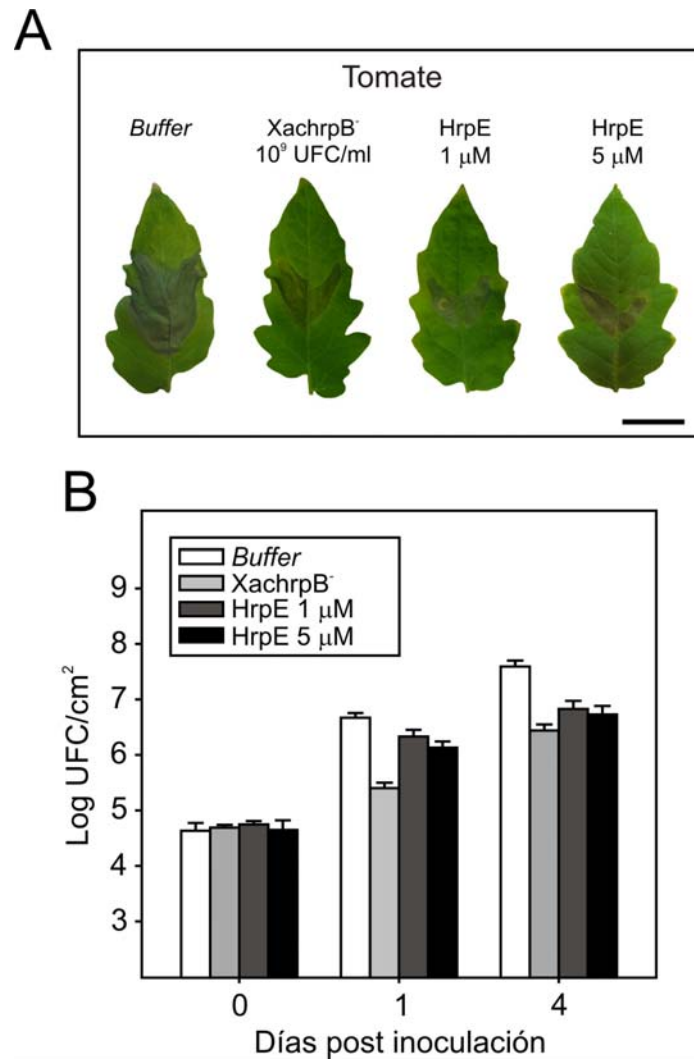 A
Tomate
Buffer XachrpB⁻ HrpE HrpE
10⁹ UFC/ml 1 μM 5 μM
B
Buffer
XachrpB⁻
HrpE 1 μM
HrpE 5 μM
Log UFC/cm²
9
8
7
6
5
4
3
0 1 4
Días post inoculación